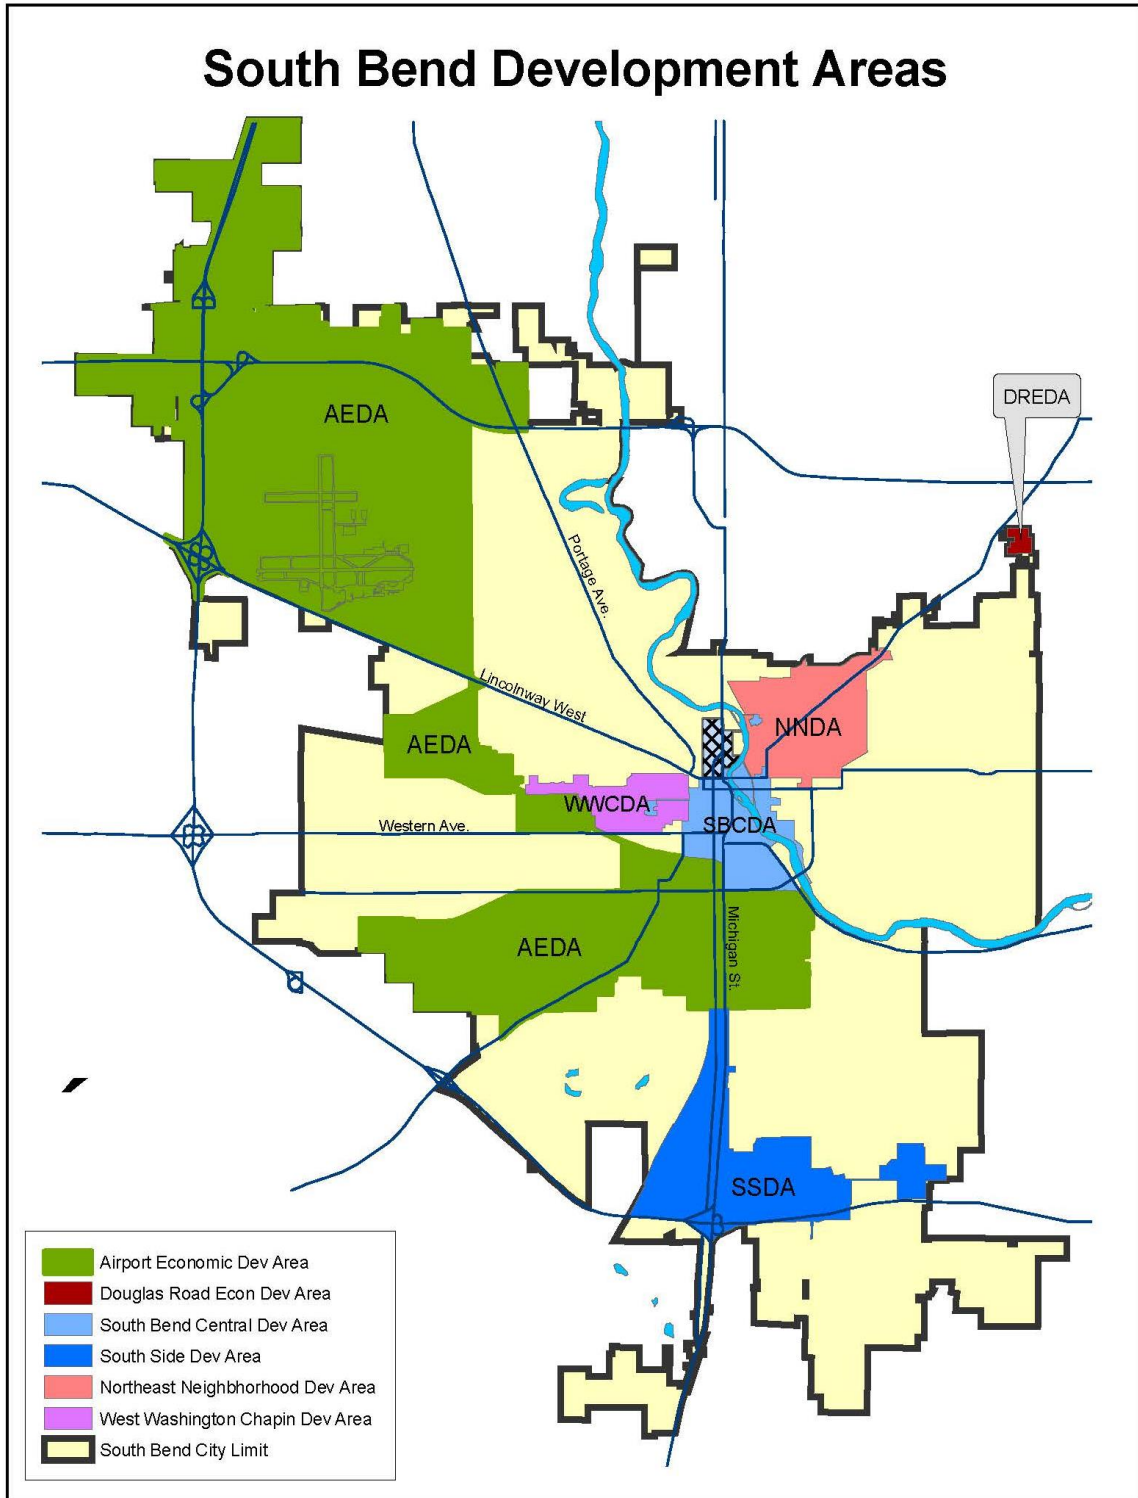 South Bend Development Areas
DREDA
AEDA
Portage Ave.
Lincolnway West
NNDA
AEDA
WWCDA
SBCDA
Western Ave.
Michigan St.
AEDA
SSDA
Airport Economic Dev Area
Douglas Road Econ Dev Area
South Bend Central Dev Area
South Side Dev Area
Northeast Neighbhorhood Dev Area
West Washington Chapin Dev Area
South Bend City Limit